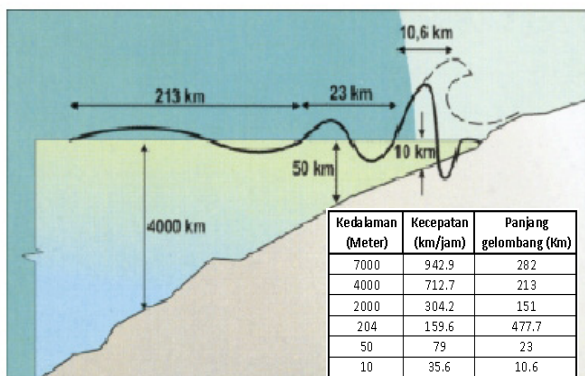 10,6 km
213 km
23 km
10 km
50 km
4000 km
Kedalaman (Meter) Kecepatan (km/jam) Panjang gelombang (Km)
7000 942.9 282
4000 712.7 213
2000 304.2 151
204 159.6 477.7
50 79 23
10 35.6 10.6